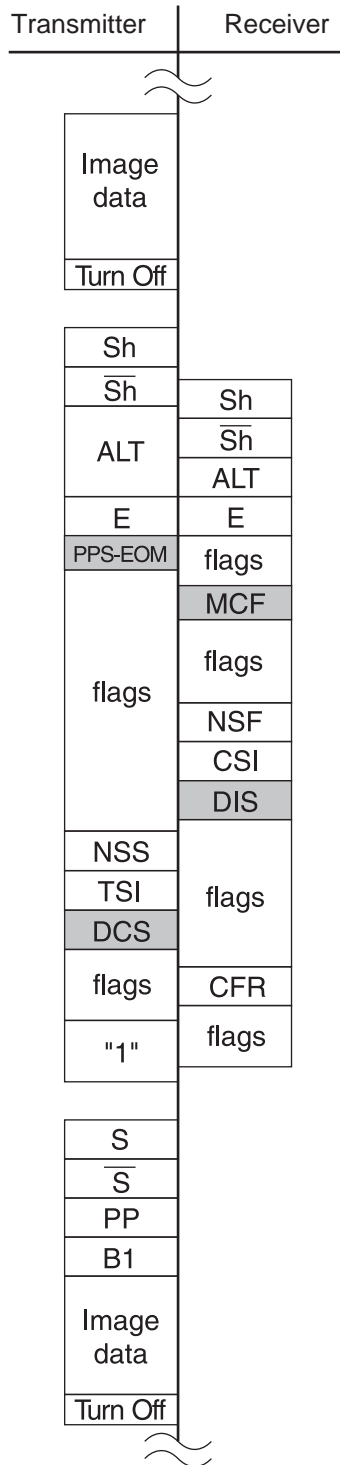 Transmitter Receiver
Image
data
Turn Off
Sh
S̅h̅
Sh
ALT
S̅h̅
ALT
E
E
PPS-EOM
flags
MCF
flags
flags
NSF
CSI
DIS
NSS
TSI
flags
DCS
flags
CFR
"1"
flags
S
S̅
PP
B1
Image
data
Turn Off